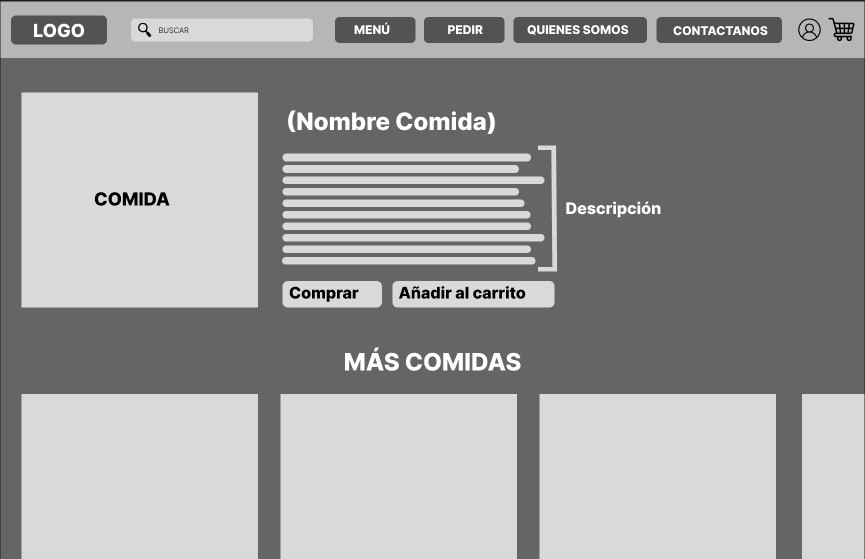 LOGO
BUSCAR
MENÚ
PEDIR
QUIENES SOMOS
CONTACTANOS
COMIDA
(Nombre Comida)
Descripción
Comprar
Añadir al carrito
MÁS COMIDAS